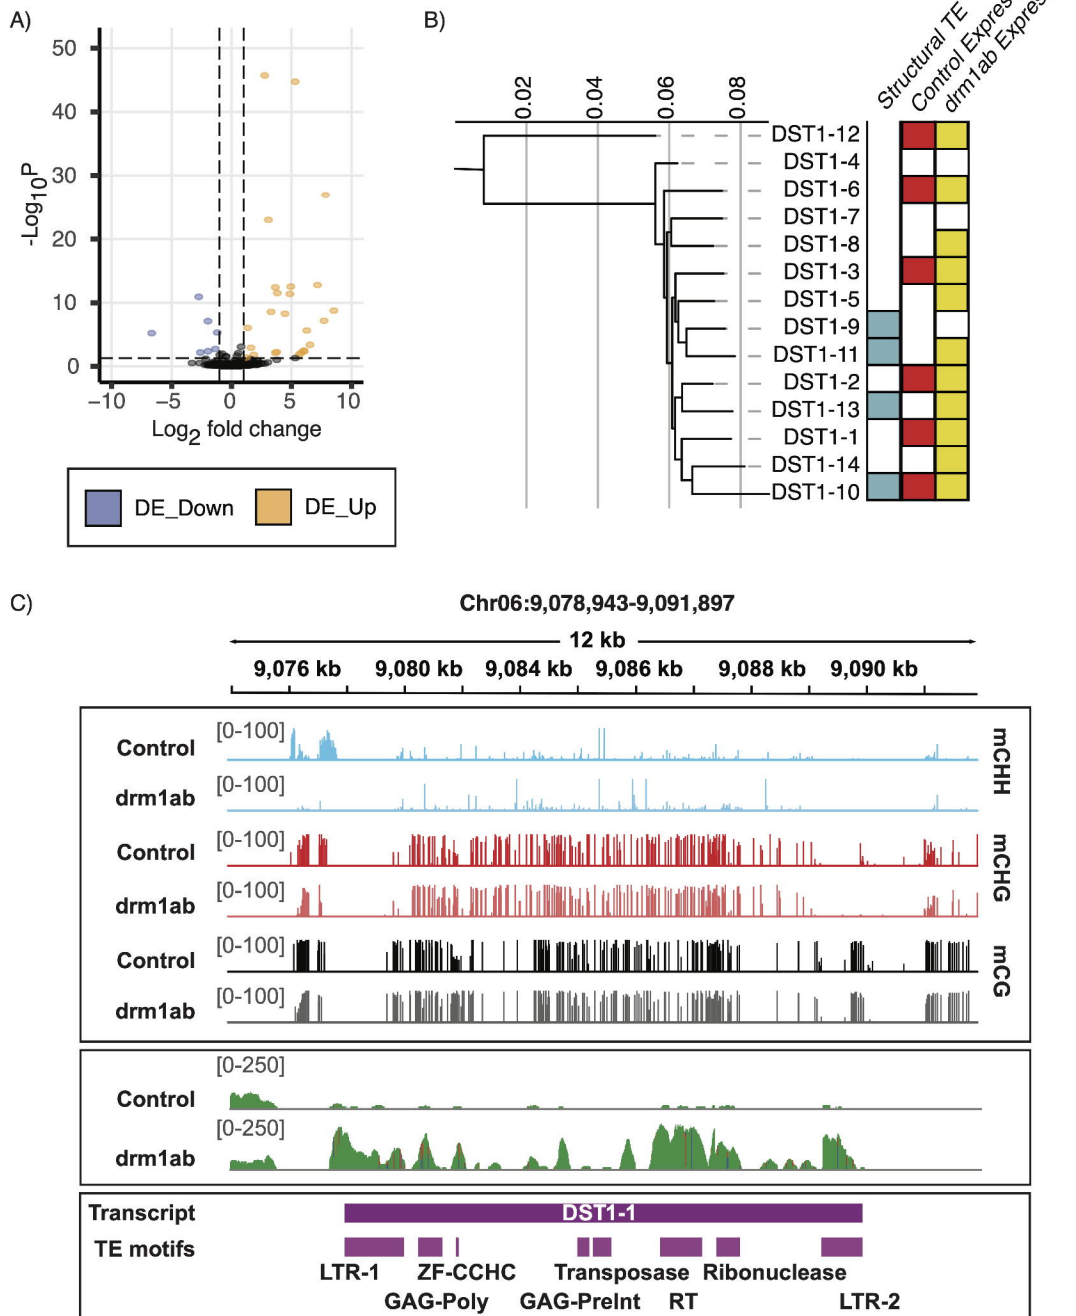 A)
50
40
30
20
10
0
-Log10P
−10 −5 0 5 10
Log2 fold change
DE_Down DE_Up
B)
0.02 0.04 0.06 0.08
Structural TE
Control Expres
drm1ab Expres
DST1-12
DST1-4
DST1-6
DST1-7
DST1-8
DST1-3
DST1-5
DST1-9
DST1-11
DST1-2
DST1-13
DST1-1
DST1-14
DST1-10
C)
Chr06:9,078,943-9,091,897
12 kb
9,076 kb 9,080 kb 9,084 kb 9,086 kb 9,088 kb 9,090 kb
Control [0-100]
drm1ab [0-100]
mCHH
Control [0-100]
drm1ab [0-100]
mCHG
Control [0-100]
drm1ab [0-100]
mCG
Control [0-250]
drm1ab [0-250]
Transcript DST1-1
TE motifs
LTR-1 ZF-CCHC Transposase Ribonuclease
GAG-Poly GAG-PreInt RT LTR-2